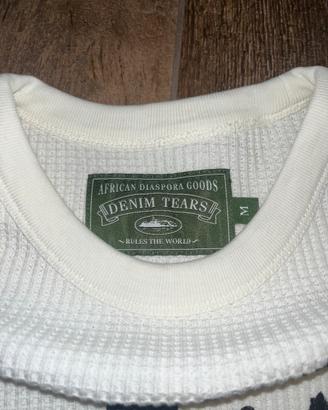 AFRICAN DIASPORA GOODS
DENIM TEARS
RULES THE WORLD
M